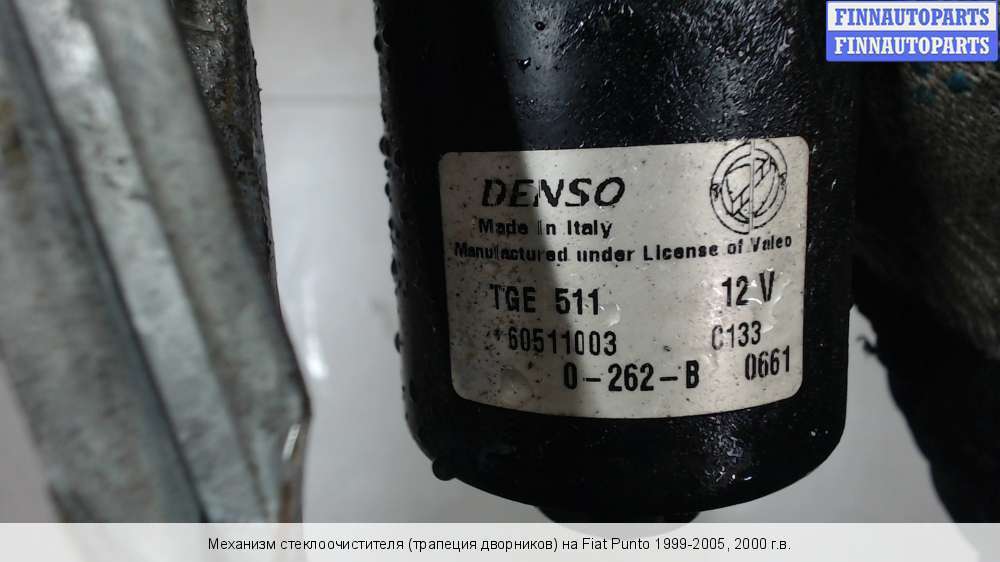 FINNAUTOPARTS
FINNAUTOPARTS
DENSO
Made in Italy
Manufactured under License of Valeo
TGE 511 12 V
*60511003 C133
0-262-B 0661
Механизм стеклоочистителя (трапеция дворников) на Fiat Punto 1999-2005, 2000 г.в.